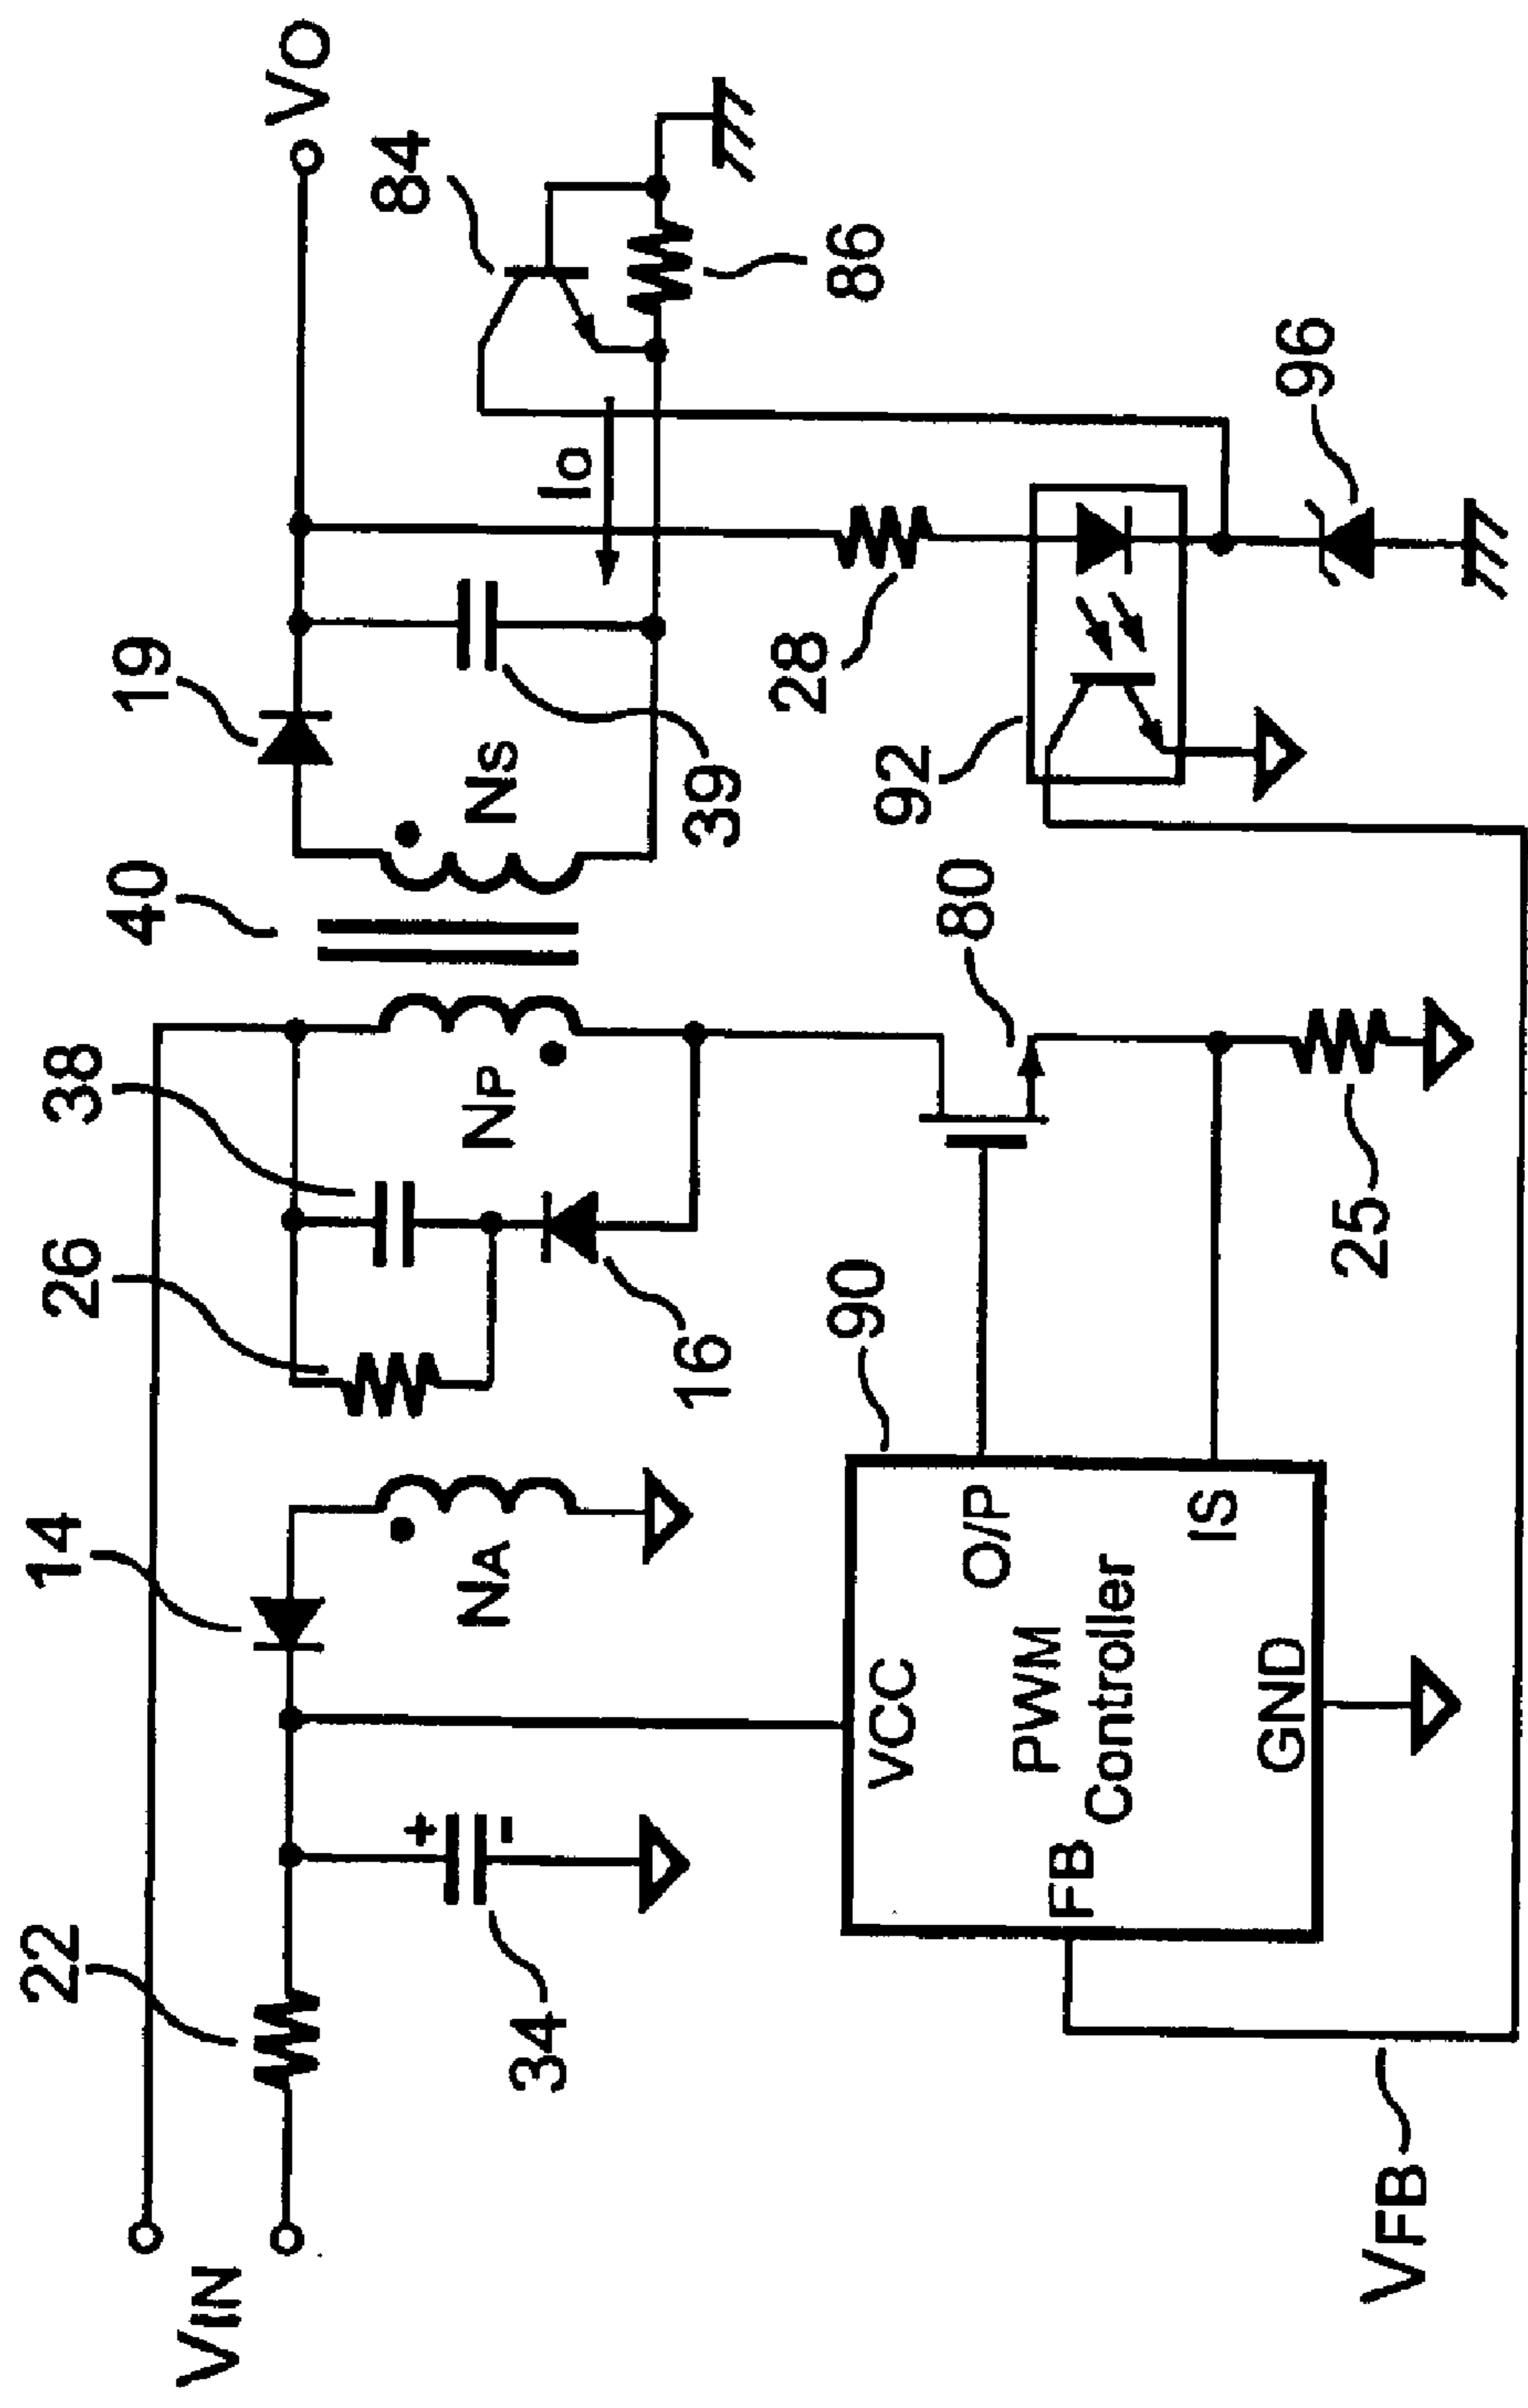 VIN
22
34
14
NA
26
38
16
NP
40
19
NS
39
IO
VO
84
86
28
92
96
80
25
90
VCC
O/P
PWM
Controller
FB
IS
GND
VFB
+
-